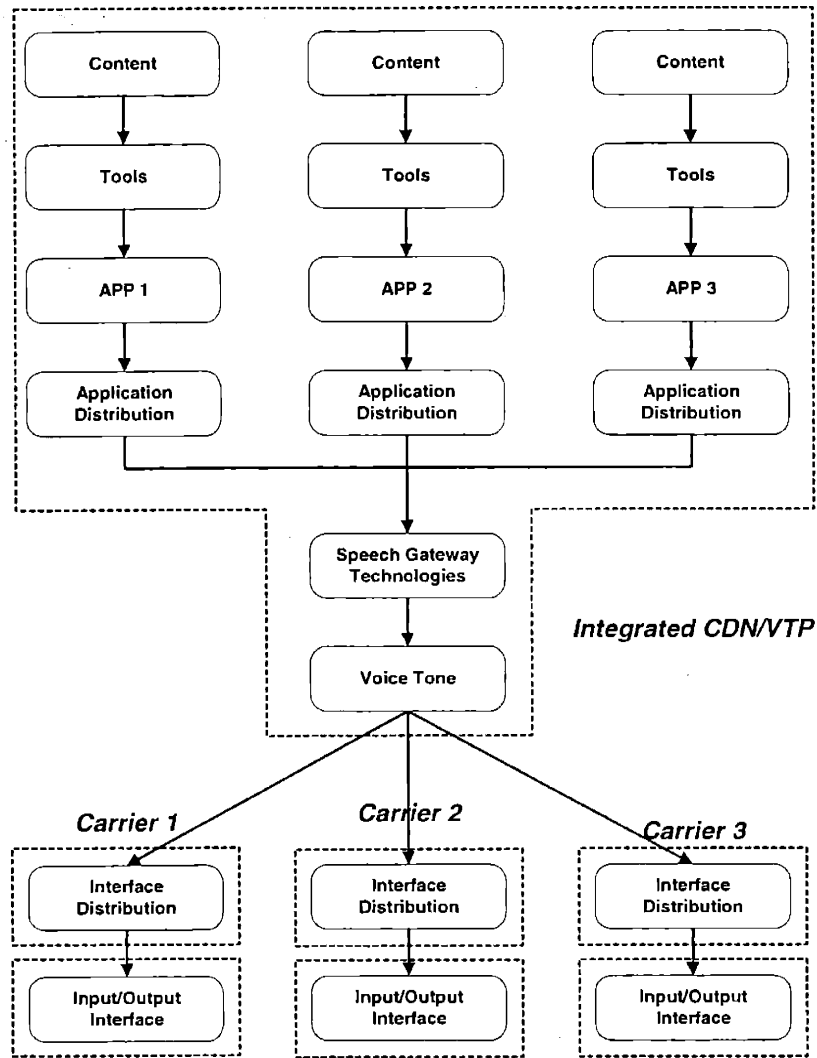 Content
Content
Content
Tools
Tools
Tools
APP 1
APP 2
APP 3
Application
Distribution
Application
Distribution
Application
Distribution
Speech Gateway
Technologies
Integrated CDN/VTP
Voice Tone
Carrier 1
Carrier 2
Carrier 3
Interface
Distribution
Interface
Distribution
Interface
Distribution
Input/Output
Interface
Input/Output
Interface
Input/Output
Interface